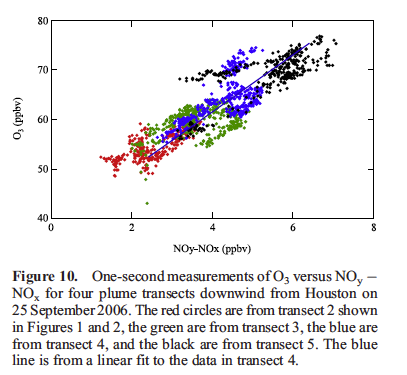 80
70
60
50
40
O3 (ppbv)
0 2 4 6 8
NOy-NOx (ppbv)
Figure 10. One-second measurements of O3 versus NOy −
NOx for four plume transects downwind from Houston on
25 September 2006. The red circles are from transect 2 shown
in Figures 1 and 2, the green are from transect 3, the blue are
from transect 4, and the black are from transect 5. The blue
line is from a linear fit to the data in transect 4.